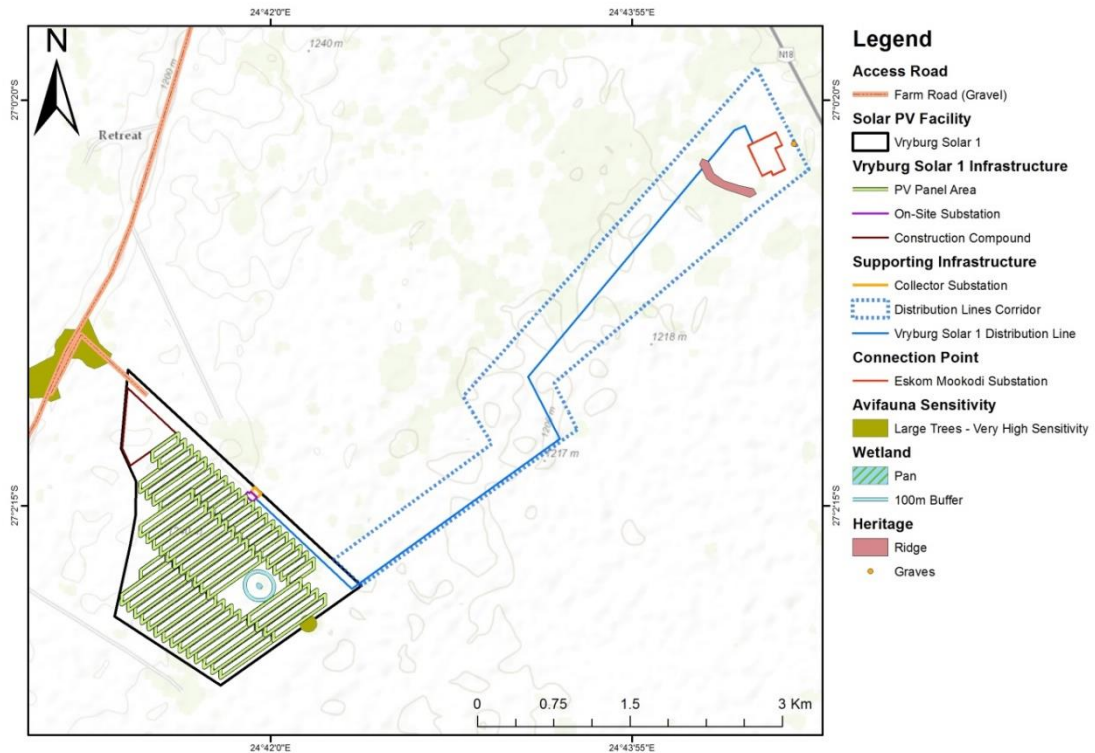 24°42'0"E
24°43'55"E
N
1240 m
1200 m
N18
27°0'20"S
27°0'20"S
Retreat
1218 m
1217 m
27°2'15"S
27°2'15"S
0 0.75 1.5 3 Km
24°42'0"E
24°43'55"E
Legend
Access Road
Farm Road (Gravel)
Solar PV Facility
Vryburg Solar 1
Vryburg Solar 1 Infrastructure
PV Panel Area
On-Site Substation
Construction Compound
Supporting Infrastructure
Collector Substation
Distribution Lines Corridor
Vryburg Solar 1 Distribution Line
Connection Point
Eskom Mookodi Substation
Avifauna Sensitivity
Large Trees - Very High Sensitivity
Wetland
Pan
100m Buffer
Heritage
Ridge
Graves